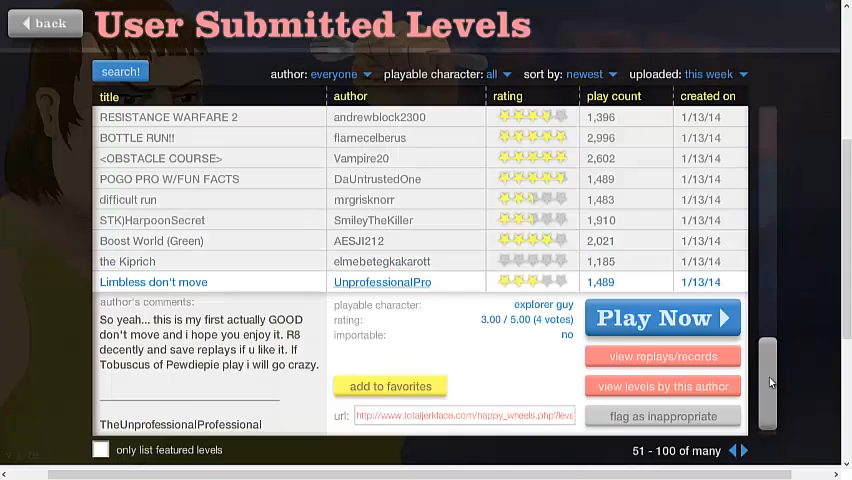 back
User Submitted Levels
search!
author: everyone playable character: all sort by: newest uploaded: this week
title author rating play count created on
RESISTANCE WARFARE 2 andrewblock2300 1,396 1/13/14
BOTTLE RUN!! flamecelberus 2,996 1/13/14
<OBSTACLE COURSE> Vampire20 2,602 1/13/14
POGO PRO W/FUN FACTS DaUntrustedOne 1,489 1/13/14
difficult run mrgrisknorr 1,483 1/13/14
STK)HarpoonSecret SmileyTheKiller 1,910 1/13/14
Boost World (Green) AESJI212 2,021 1/13/14
the Kiprich elmebetegkakarott 1,185 1/13/14
Limbless don't move UnprofessionalPro 1,489 1/13/14
author's comments:
So yeah... this is my first actually GOOD
don't move and i hope you enjoy it. R8
decently and save replays if u like it. If
Tobuscus of Pewdiepie play i will go crazy.
TheUnprofessionalProfessional
playable character: explorer guy
rating: 3.00 / 5.00 (4 votes)
importable: no
add to favorites
url: http://www.totaljerkface.com/happy_wheels.php?leve
Play Now
view replays/records
view levels by this author
flag as inappropriate
only list featured levels
51 - 100 of many